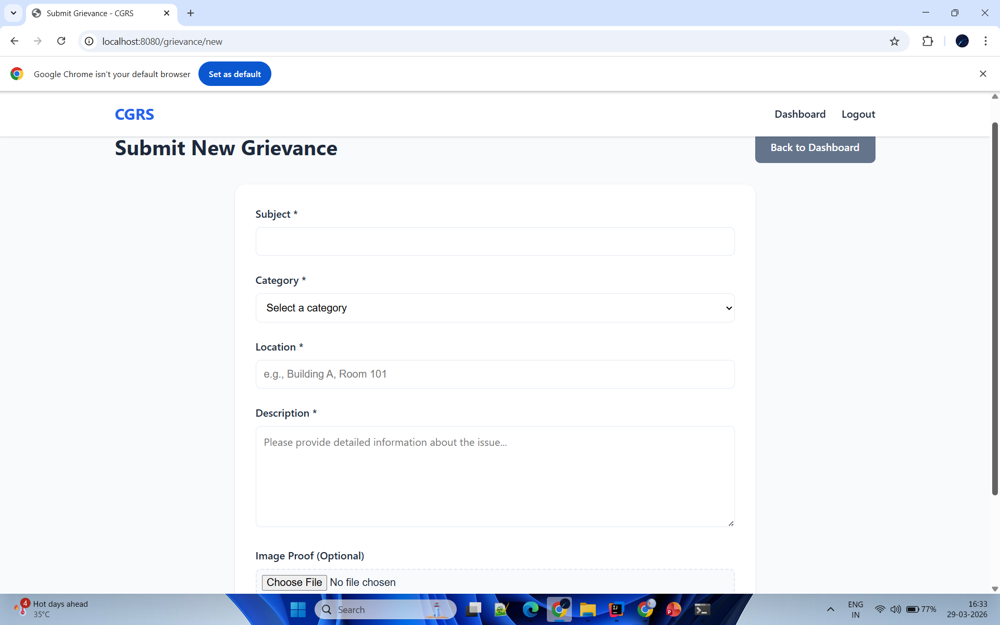 Submit Grievance - CGRS
localhost:8080/grievance/new
Google Chrome isn't your default browser
Set as default
CGRS
Dashboard
Logout
Submit New Grievance
Back to Dashboard
Subject *
Category *
Select a category
Location *
e.g., Building A, Room 101
Description *
Please provide detailed information about the issue...
Image Proof (Optional)
Choose File No file chosen
4
Hot days ahead
35°C
Search
IJ
P
ENG
IN
77%
16:33
29-03-2026